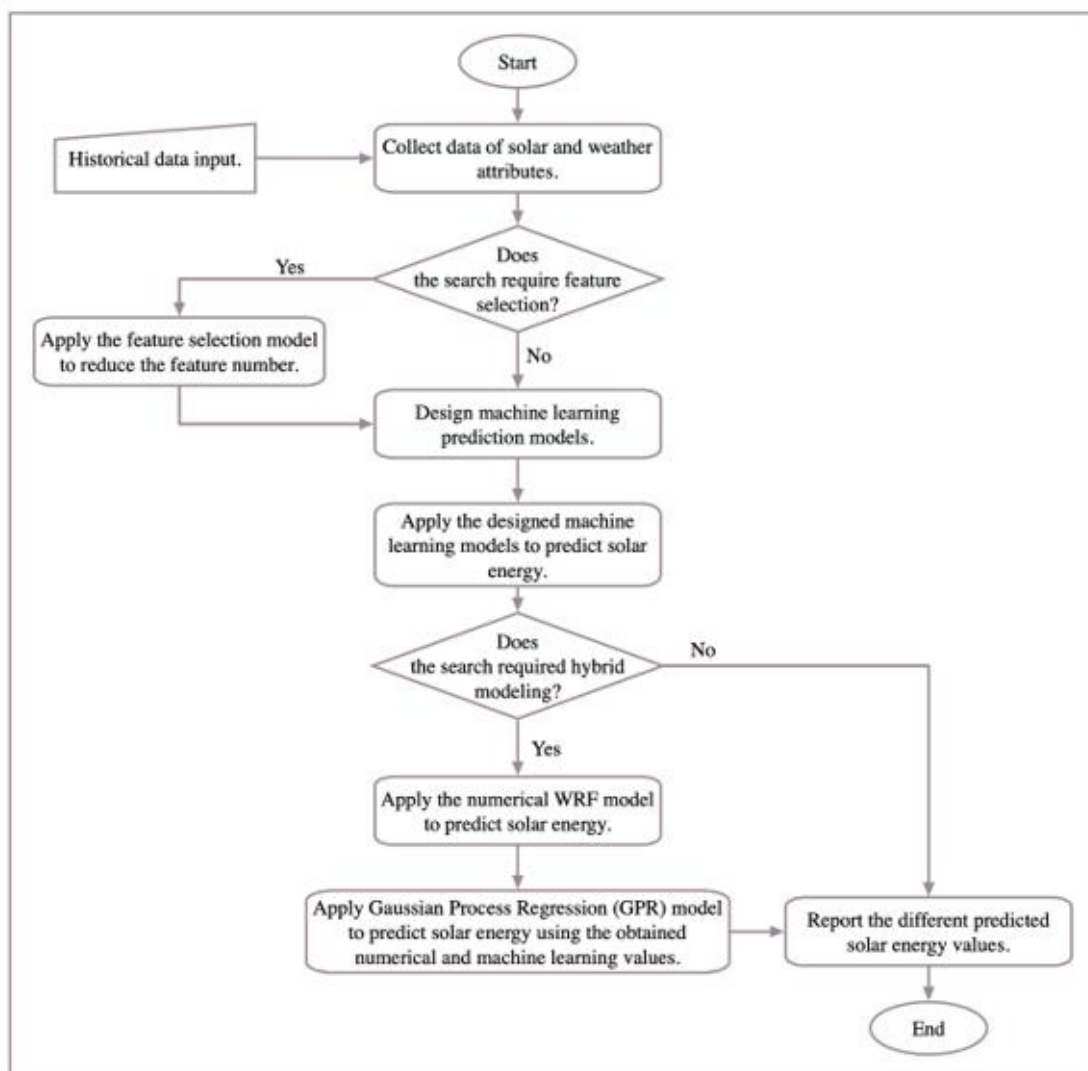 Start
Historical data input.
Collect data of solar and weather
attributes.
Does
the search require feature
selection?
Yes
Apply the feature selection model
to reduce the feature number.
No
Design machine learning
prediction models.
Apply the designed machine
learning models to predict solar
energy.
Does
the search required hybrid
modeling?
No
Yes
Apply the numerical WRF model
to predict solar energy.
Apply Gaussian Process Regression (GPR) model
to predict solar energy using the obtained
numerical and machine learning values.
Report the different predicted
solar energy values.
End